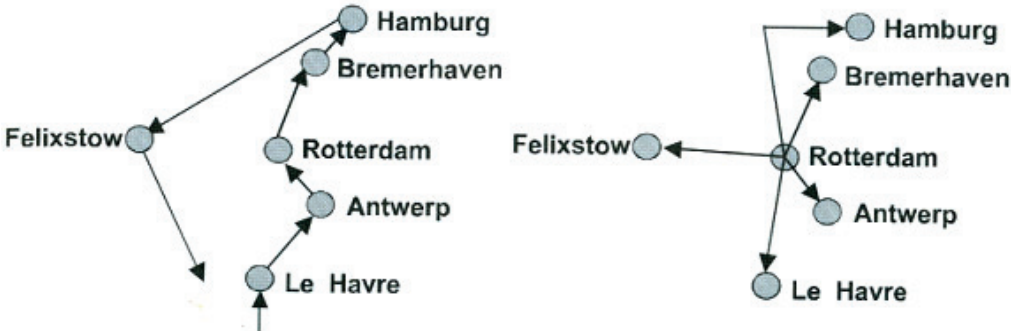 Hamburg
Bremerhaven
Felixstow
Rotterdam
Antwerp
Le Havre
Hamburg
Bremerhaven
Felixstow
Rotterdam
Antwerp
Le Havre